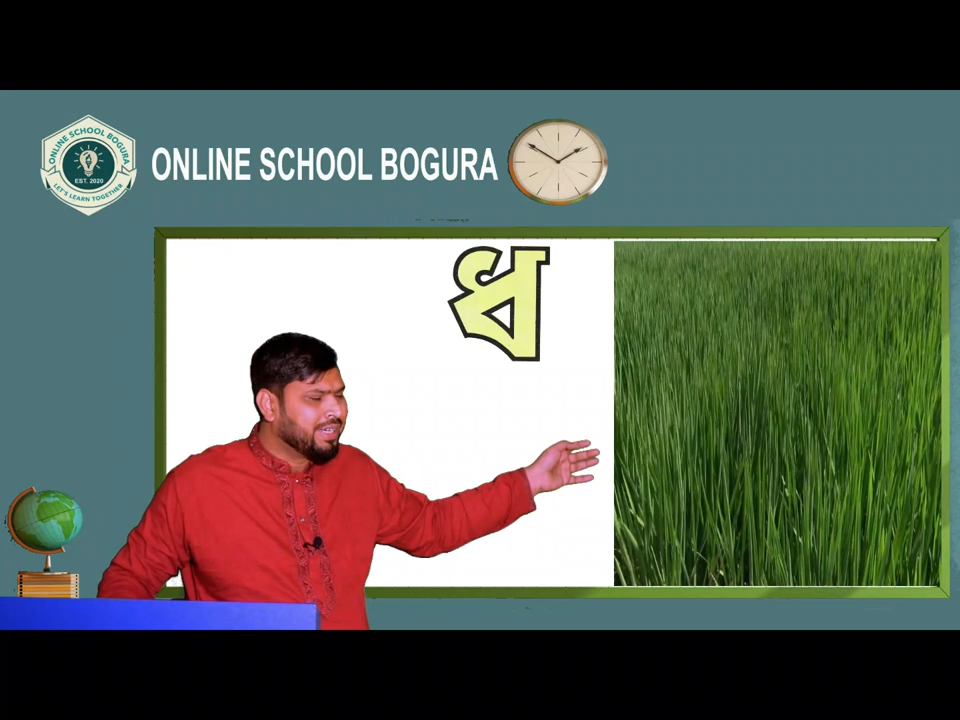 ONLINE SCHOOL BOGURA
EST. 2020
LET'S LEARN TOGETHER
ONLINE SCHOOL BOGURA
ধ